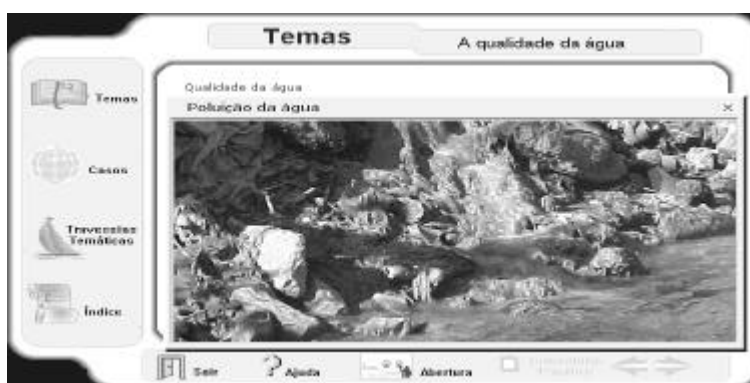 Temas
A qualidade da água
Temas
Qualidade da água
Poluição da água
Casos
Travessias
Temáticas
Índice
Sair
Ajuda
Abertura